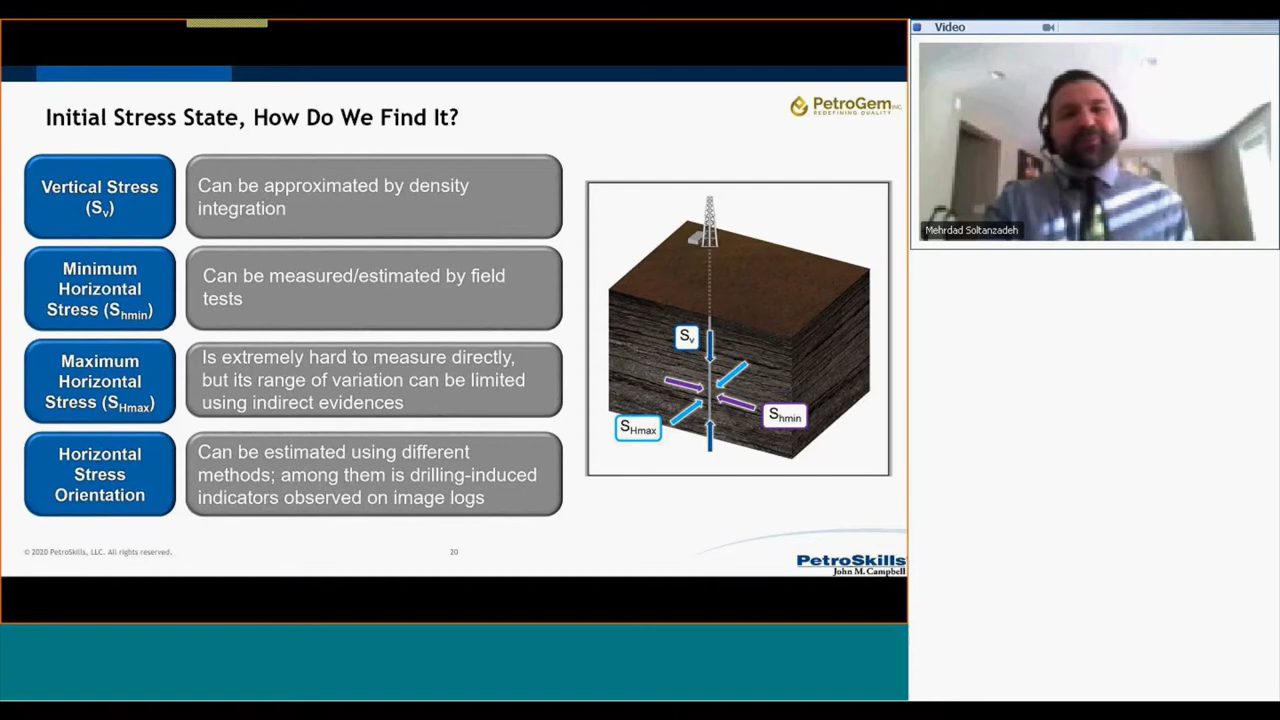 Video
Initial Stress State, How Do We Find It?
PetroGem INC
REDEFINING QUALITY
Vertical Stress
(Sv)
Can be approximated by density
integration
Minimum
Horizontal
Stress (Shmin)
Can be measured/estimated by field
tests
Maximum
Horizontal
Stress (SHmax)
Is extremely hard to measure directly,
but its range of variation can be limited
using indirect evidences
Horizontal
Stress
Orientation
Can be estimated using different
methods; among them is drilling-induced
indicators observed on image logs
Sv
Shmin
SHmax
Mehrdad Soltanzadeh
© 2020 PetroSkills, LLC. All rights reserved.
20
PetroSkills
John M. Campbell